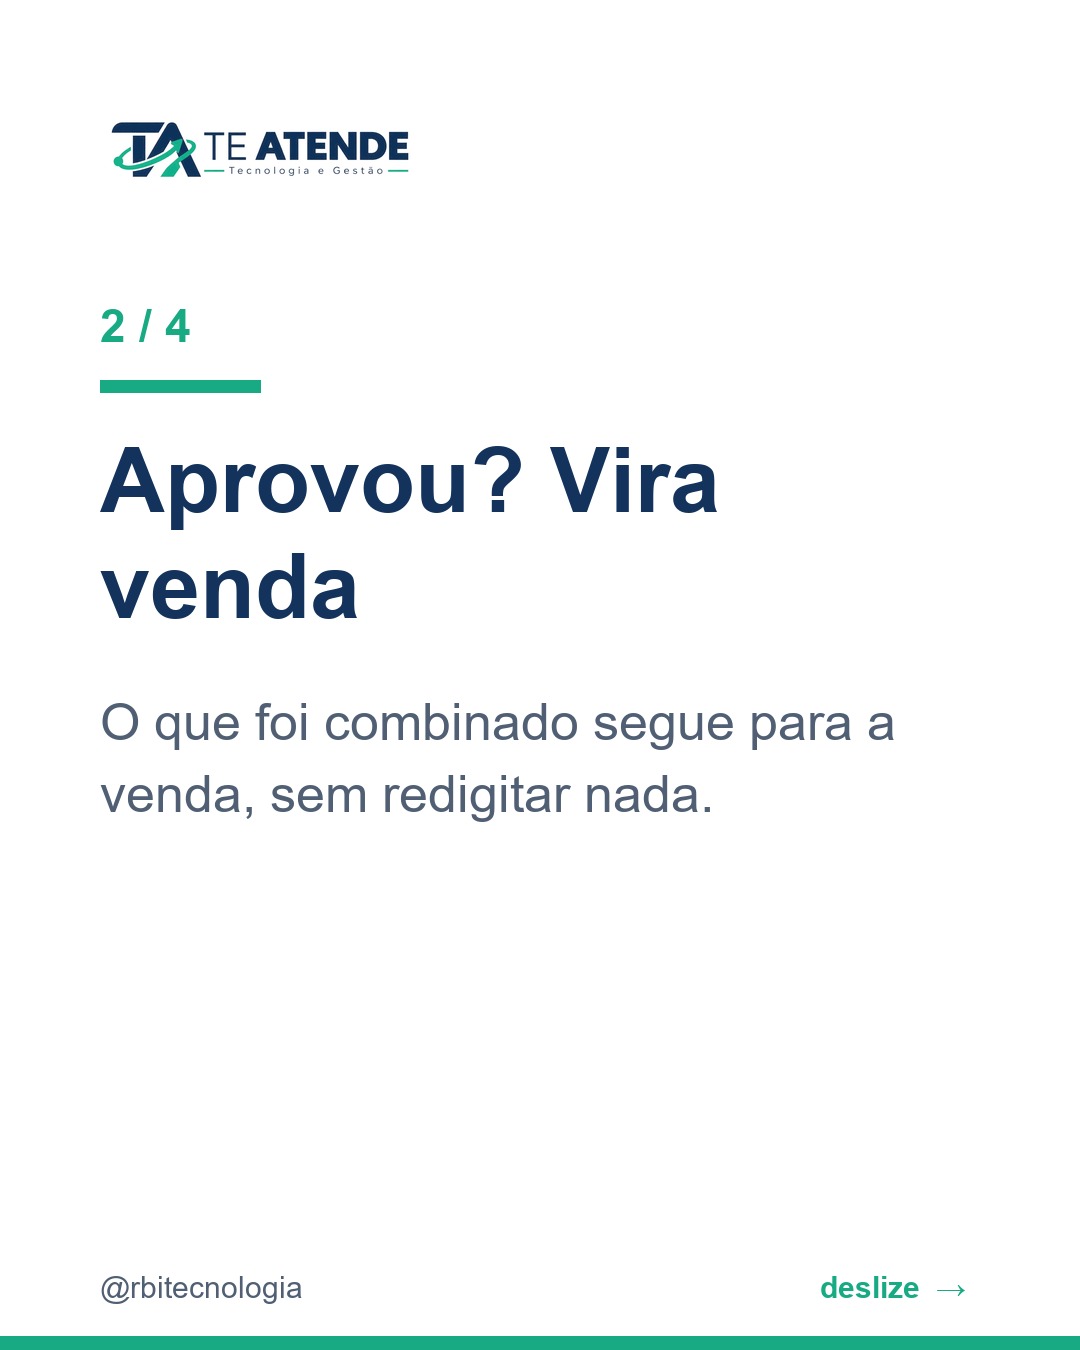 TA TE ATENDE
Tecnologia e Gestão
2 / 4
Aprovou? Vira
venda
O que foi combinado segue para a
venda, sem redigitar nada.
@rbitecnologia
deslize →